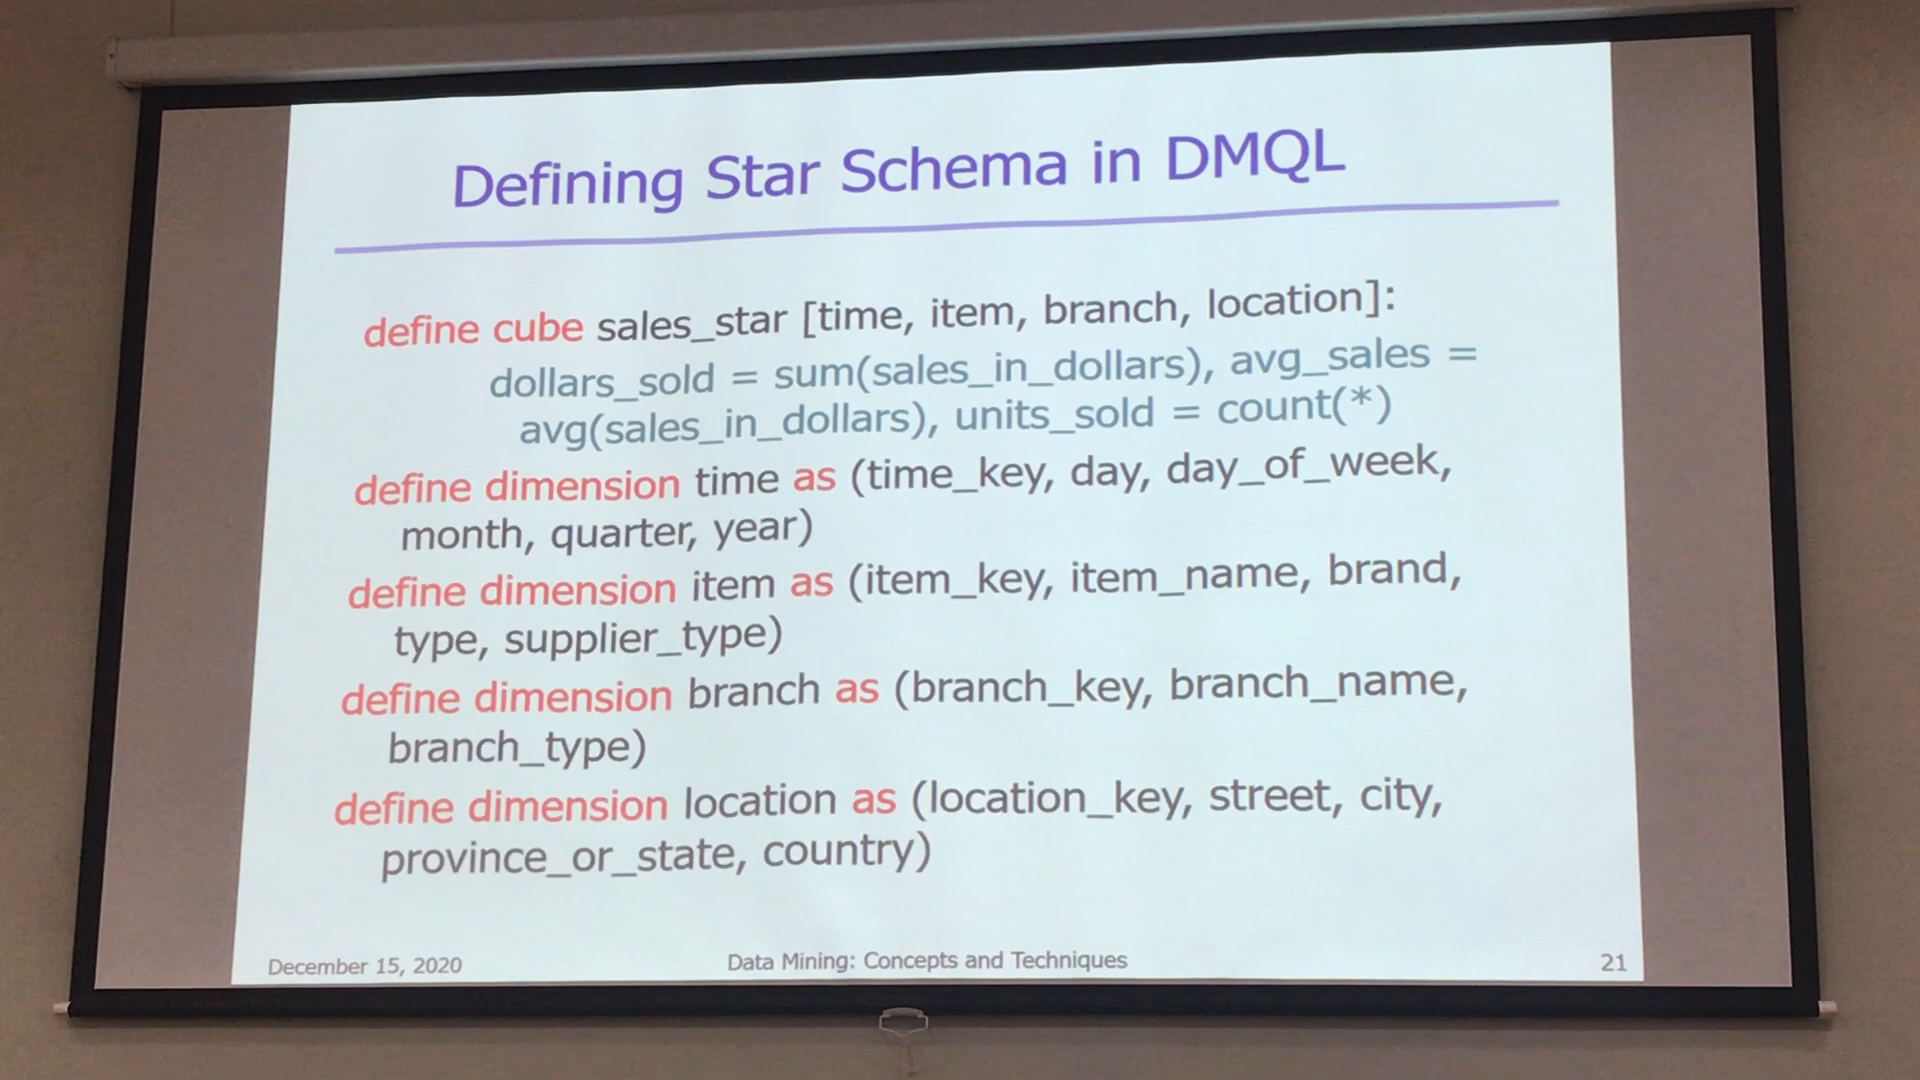 Defining Star Schema in DMQL
define cube sales_star [time, item, branch, location]:
dollars_sold = sum(sales_in_dollars), avg_sales =
avg(sales_in_dollars), units_sold = count(*)
define dimension time as (time_key, day, day_of_week,
month, quarter, year)
define dimension item as (item_key, item_name, brand,
type, supplier_type)
define dimension branch as (branch_key, branch_name,
branch_type)
define dimension location as (location_key, street, city,
province_or_state, country)
December 15, 2020
Data Mining: Concepts and Techniques
21